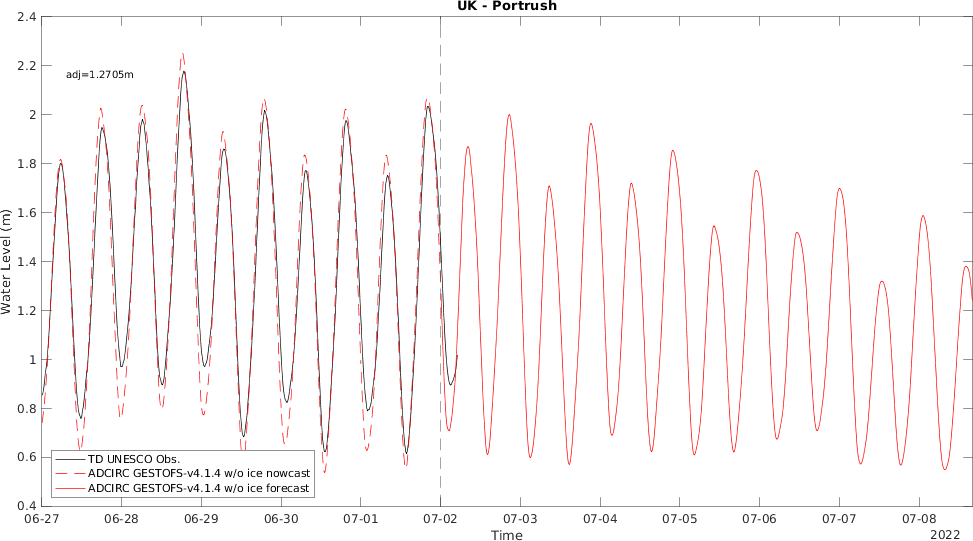 UK - Portrush
2.4
2.2
2
1.8
1.6
1.4
1.2
1
0.8
0.6
0.4
Water Level (m)
adj=1.2705m
TD UNESCO Obs.
ADCIRC GESTOFS-v4.1.4 w/o ice nowcast
ADCIRC GESTOFS-v4.1.4 w/o ice forecast
06-27 06-28 06-29 06-30 07-01 07-02 07-03 07-04 07-05 07-06 07-07 07-08
Time
2022